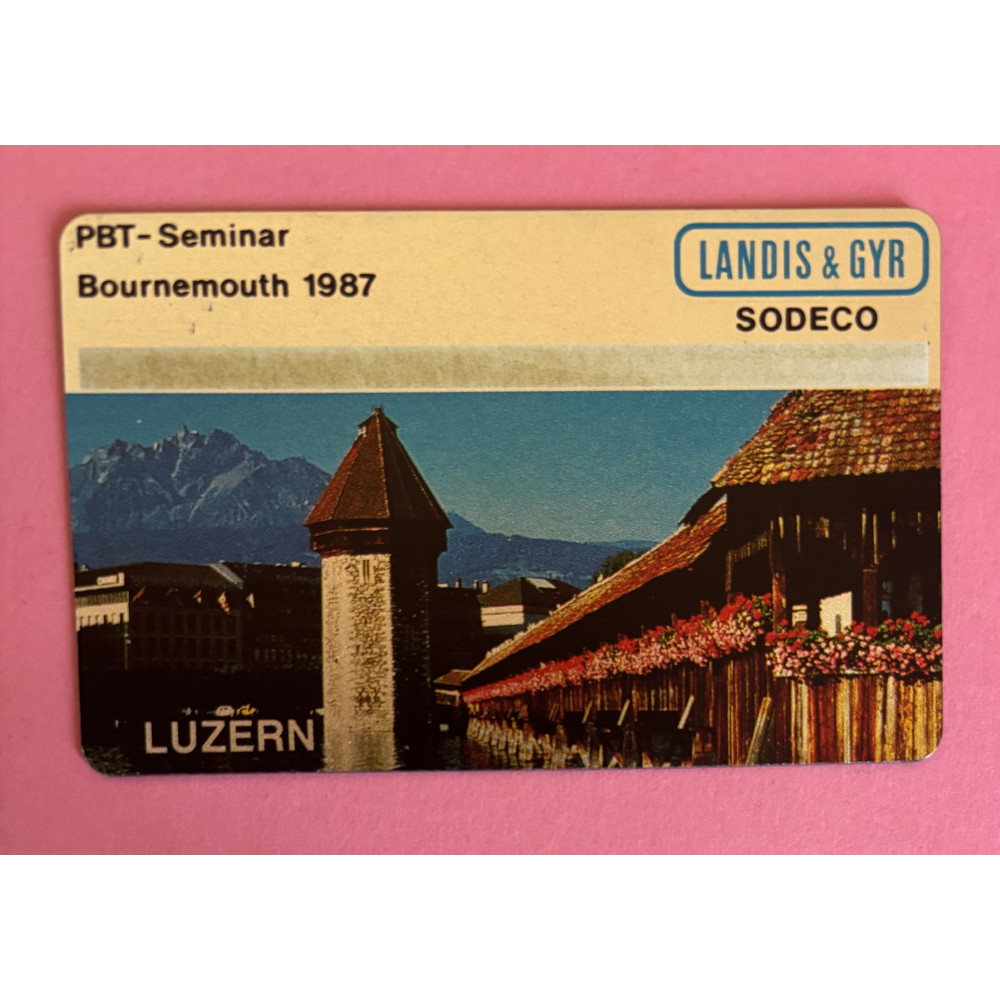 PBT-Seminar
Bournemouth 1987
LANDIS & GYR
SODECO
LUZERN